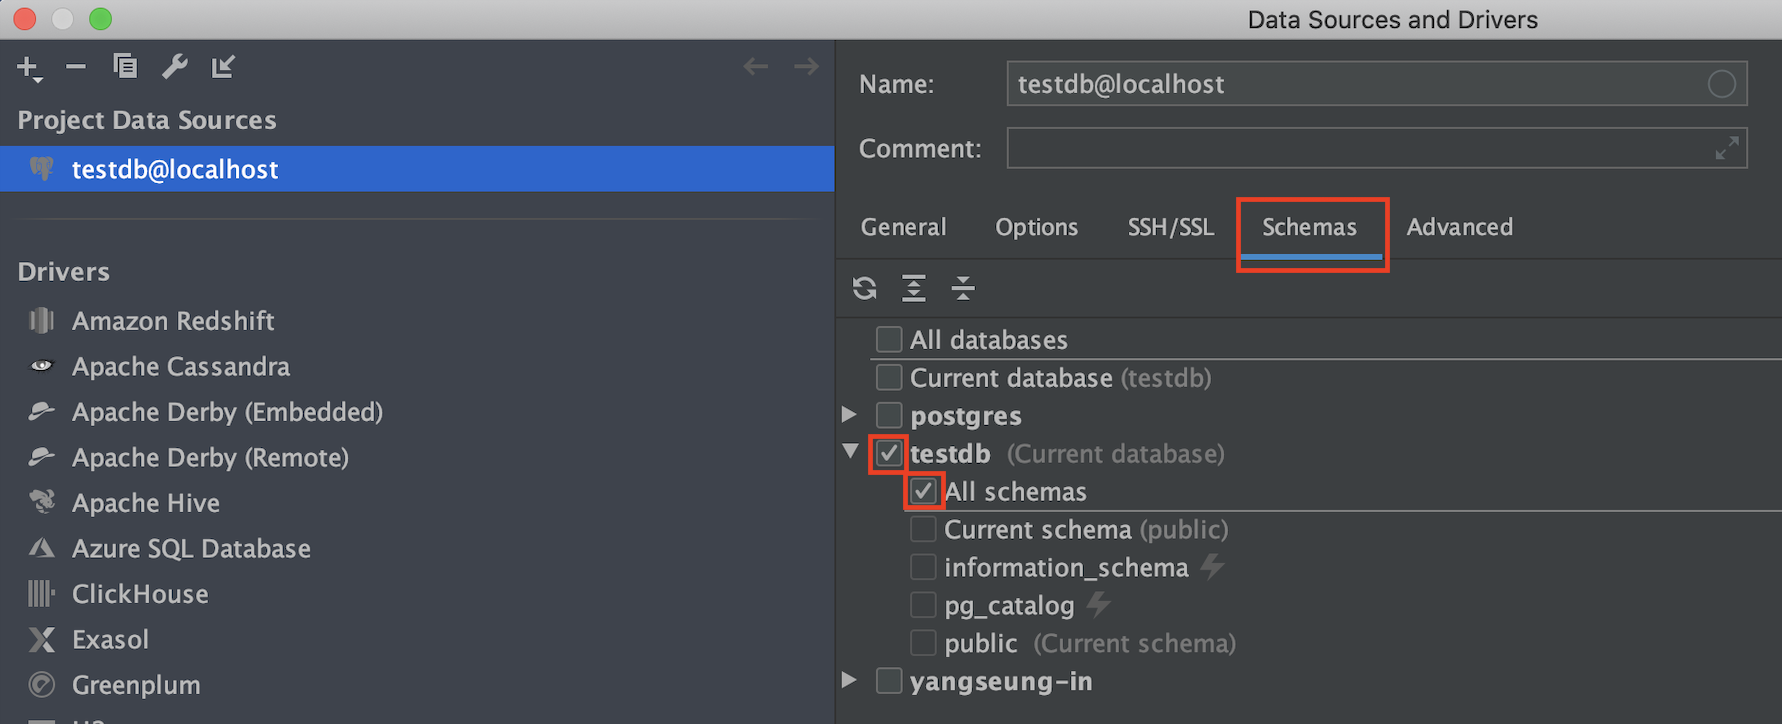 Data Sources and Drivers
Project Data Sources
testdb@localhost
Drivers
Amazon Redshift
Apache Cassandra
Apache Derby (Embedded)
Apache Derby (Remote)
Apache Hive
Azure SQL Database
ClickHouse
Exasol
Greenplum
Name: testdb@localhost
Comment:
General Options SSH/SSL Schemas Advanced
All databases
Current database (testdb)
postgres
testdb (Current database)
All schemas
Current schema (public)
information_schema
pg_catalog
public (Current schema)
yangseung-in